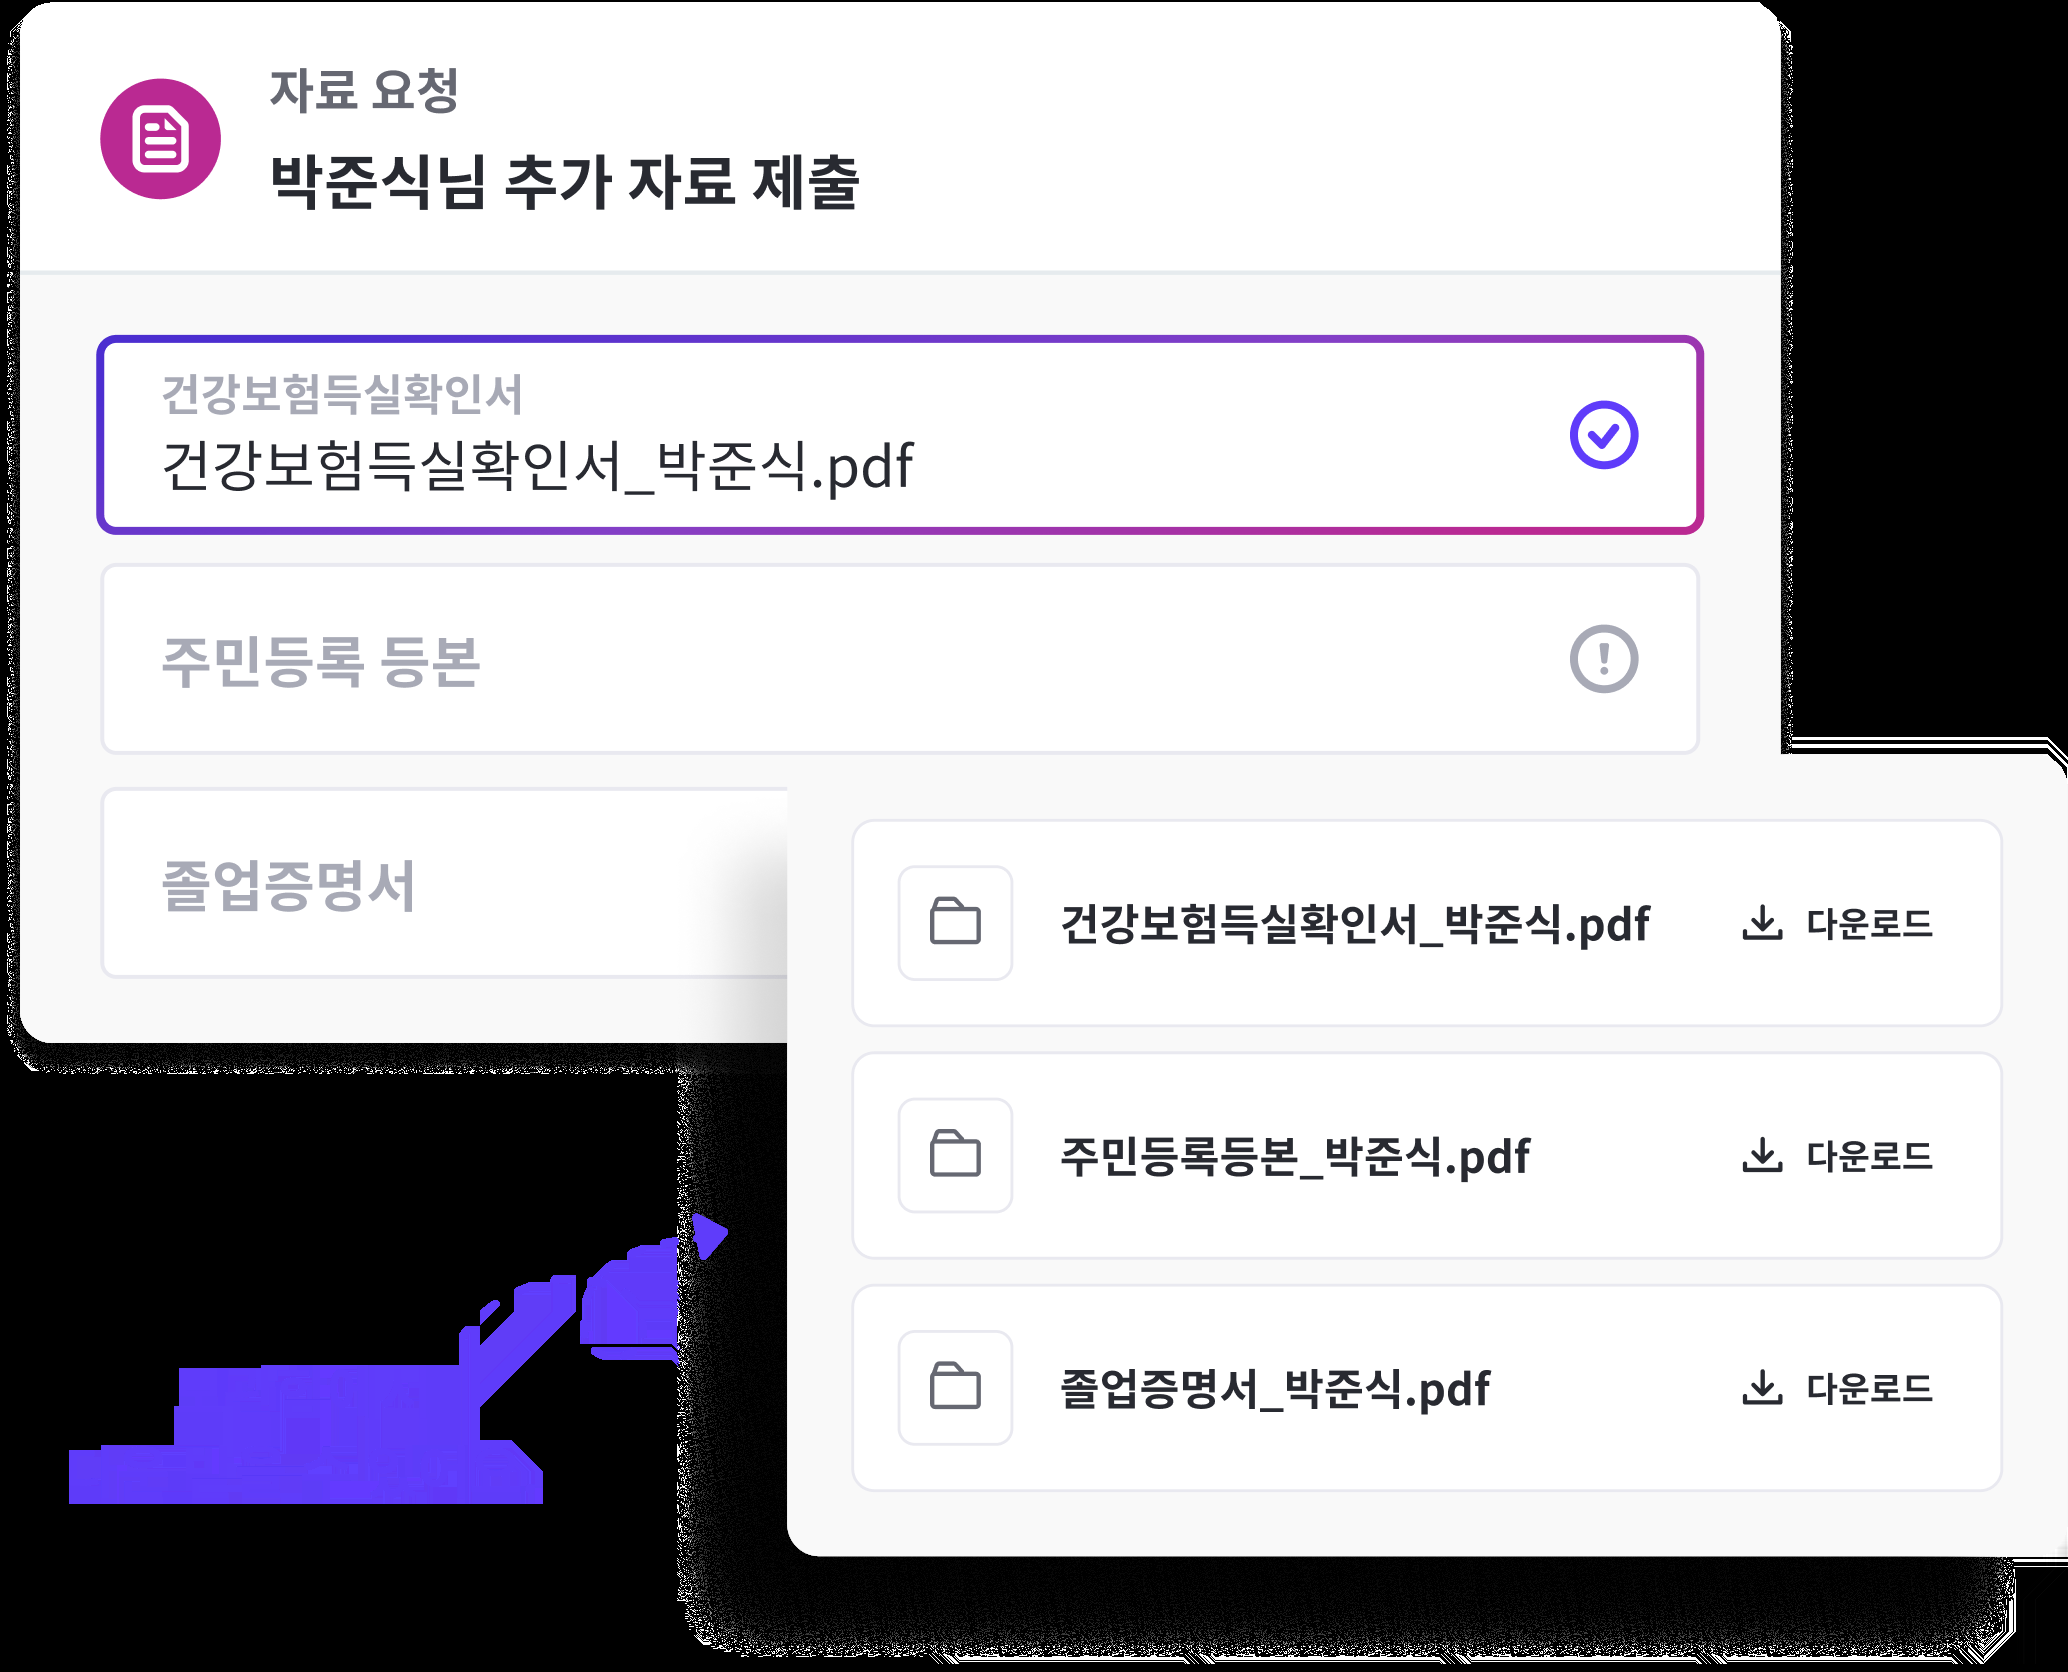 자료 요청
박준식님 추가 자료 제출
건강보험득실확인서
건강보험득실확인서_박준식.pdf
주민등록 등본
졸업증명서
건강보험득실확인서_박준식.pdf 다운로드
주민등록등본_박준식.pdf 다운로드
졸업증명서_박준식.pdf 다운로드